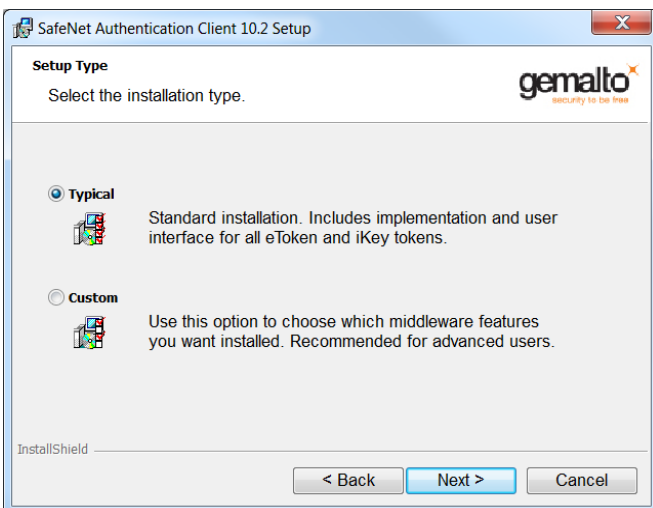 SafeNet Authentication Client 10.2 Setup
Setup Type
Select the installation type.
gemalto
security to be free
Typical
Standard installation. Includes implementation and user
interface for all eToken and iKey tokens.
Custom
Use this option to choose which middleware features
you want installed. Recommended for advanced users.
InstallShield
< Back
Next >
Cancel